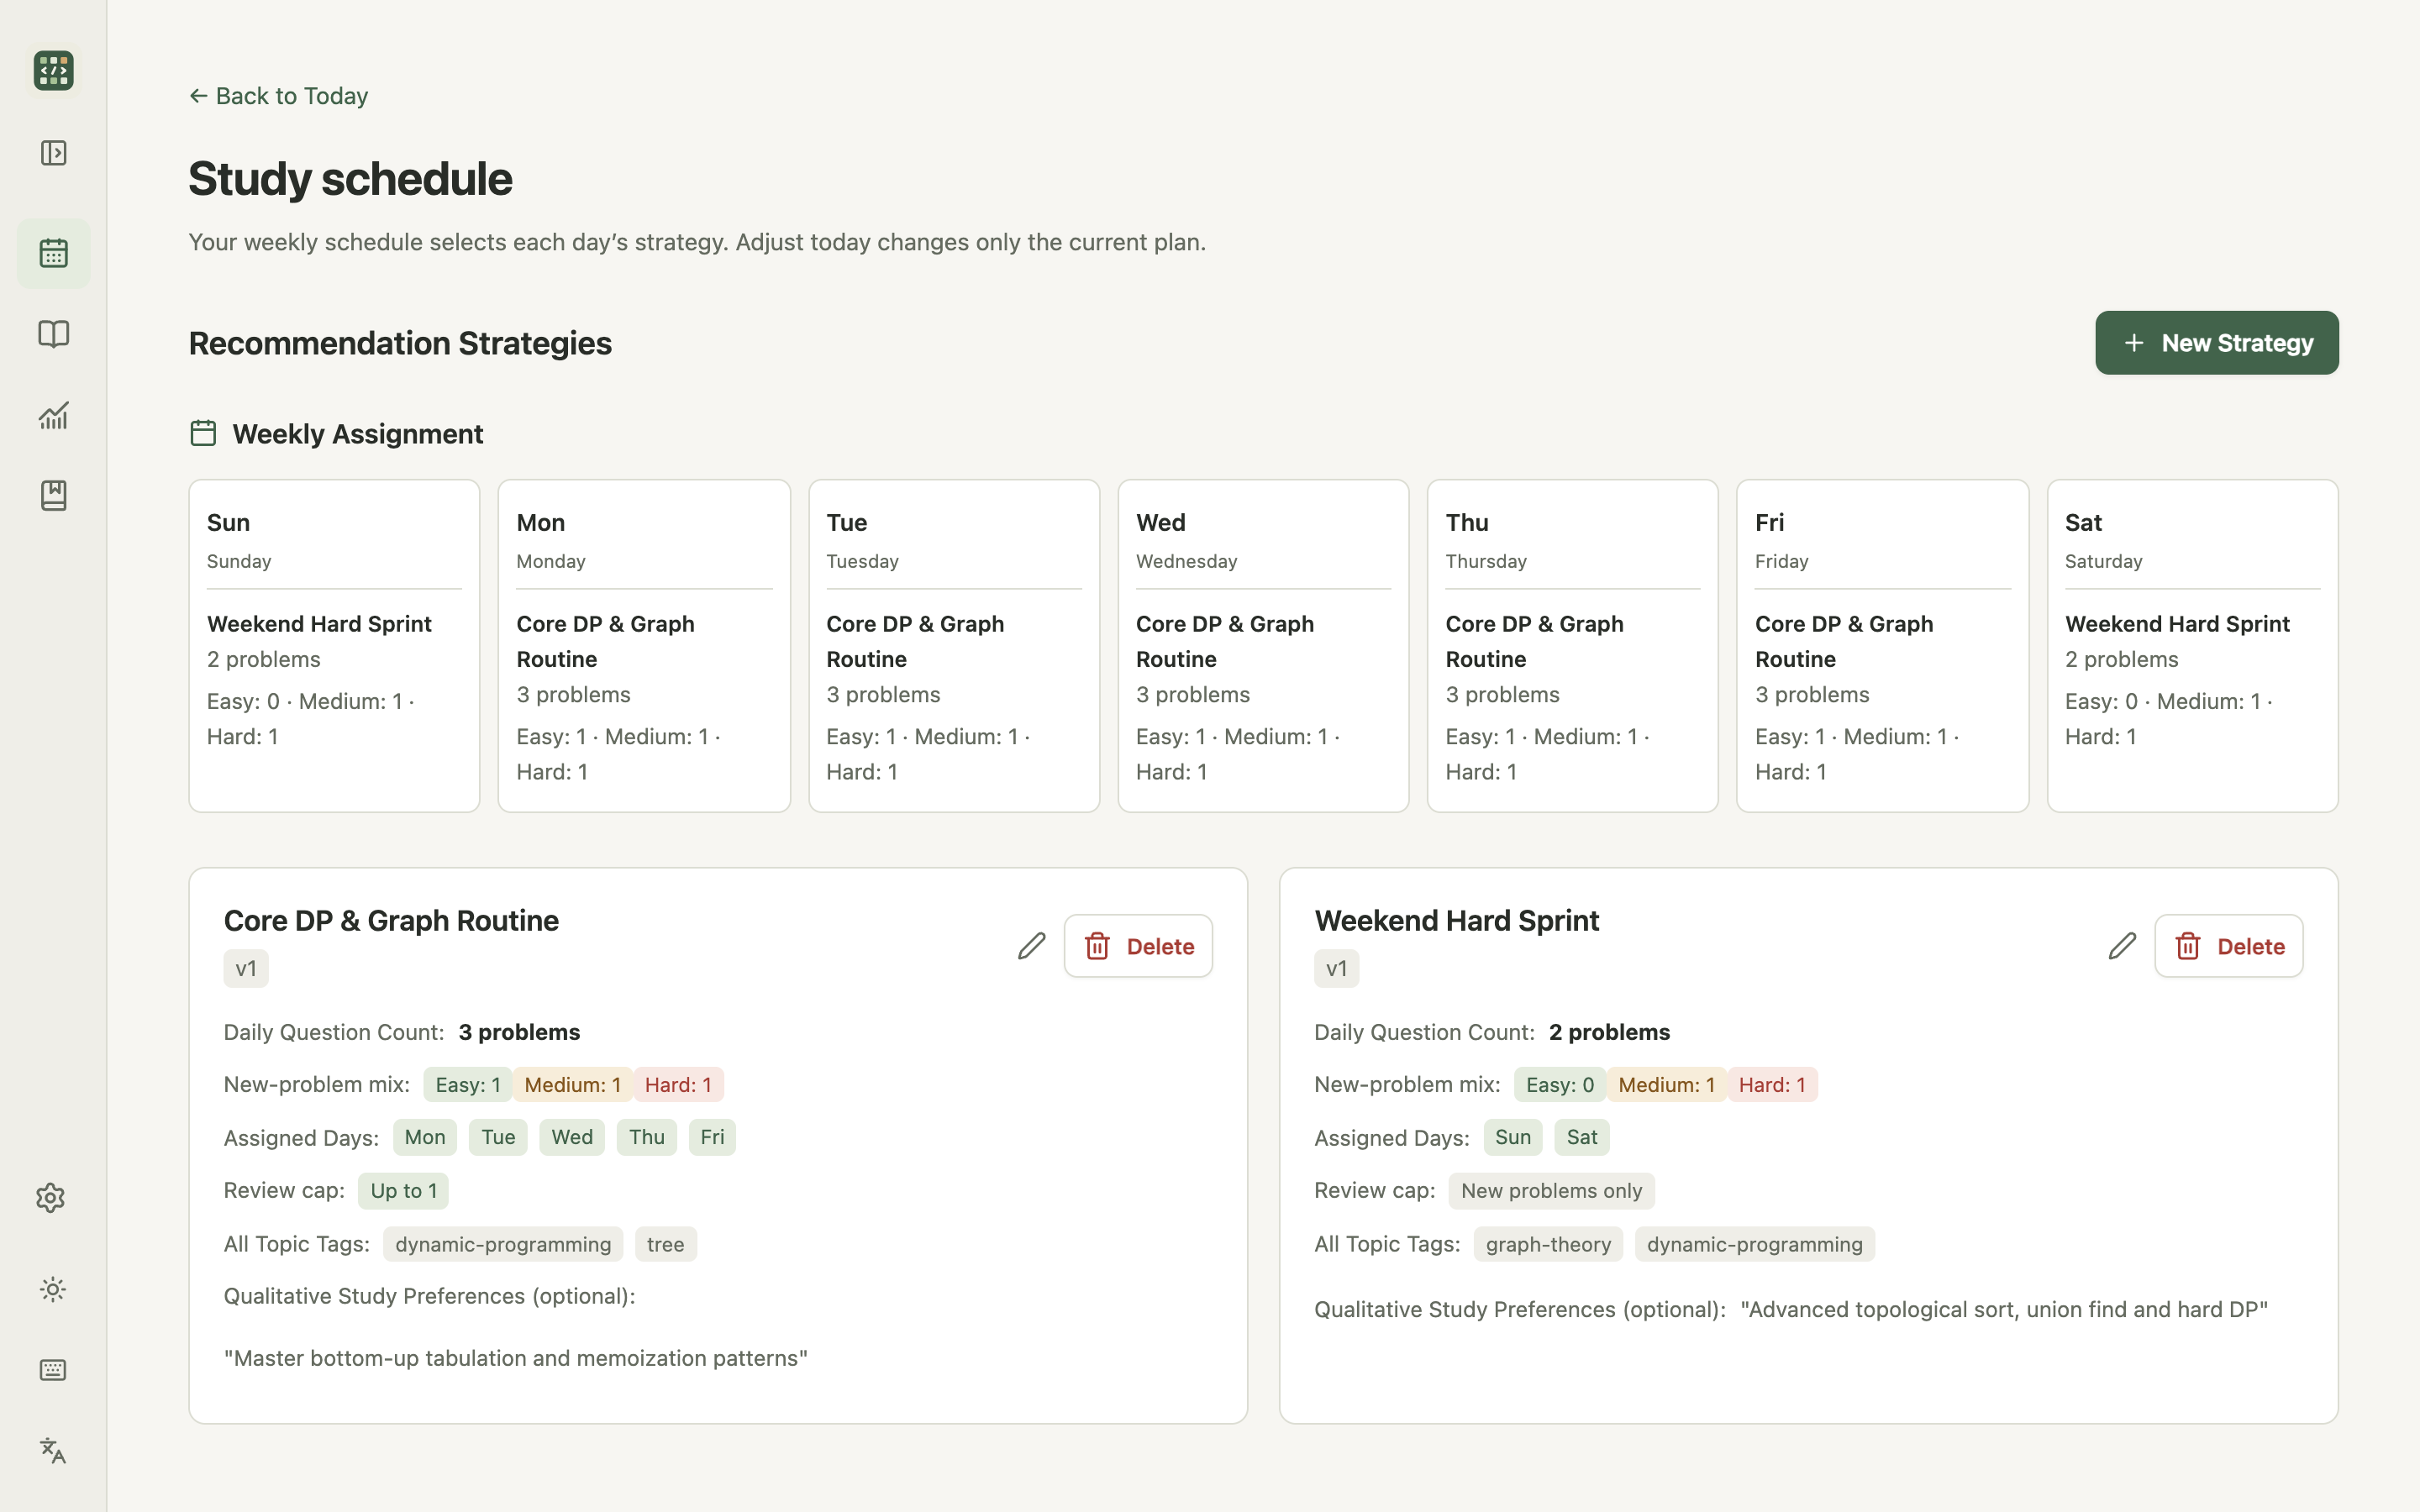 ← Back to Today
Study schedule
Your weekly schedule selects each day’s strategy. Adjust today changes only the current plan.
Recommendation Strategies
+ New Strategy
Weekly Assignment
Sun
Sunday
Weekend Hard Sprint
2 problems
Easy: 0 · Medium: 1 ·
Hard: 1
Mon
Monday
Core DP & Graph
Routine
3 problems
Easy: 1 · Medium: 1 ·
Hard: 1
Tue
Tuesday
Core DP & Graph
Routine
3 problems
Easy: 1 · Medium: 1 ·
Hard: 1
Wed
Wednesday
Core DP & Graph
Routine
3 problems
Easy: 1 · Medium: 1 ·
Hard: 1
Thu
Thursday
Core DP & Graph
Routine
3 problems
Easy: 1 · Medium: 1 ·
Hard: 1
Fri
Friday
Core DP & Graph
Routine
3 problems
Easy: 1 · Medium: 1 ·
Hard: 1
Sat
Saturday
Weekend Hard Sprint
2 problems
Easy: 0 · Medium: 1 ·
Hard: 1
Core DP & Graph Routine
v1
Delete
Daily Question Count: 3 problems
New-problem mix: Easy: 1 Medium: 1 Hard: 1
Assigned Days: Mon Tue Wed Thu Fri
Review cap: Up to 1
All Topic Tags: dynamic-programming tree
Qualitative Study Preferences (optional):
"Master bottom-up tabulation and memoization patterns"
Weekend Hard Sprint
v1
Delete
Daily Question Count: 2 problems
New-problem mix: Easy: 0 Medium: 1 Hard: 1
Assigned Days: Sun Sat
Review cap: New problems only
All Topic Tags: graph-theory dynamic-programming
Qualitative Study Preferences (optional): "Advanced topological sort, union find and hard DP"